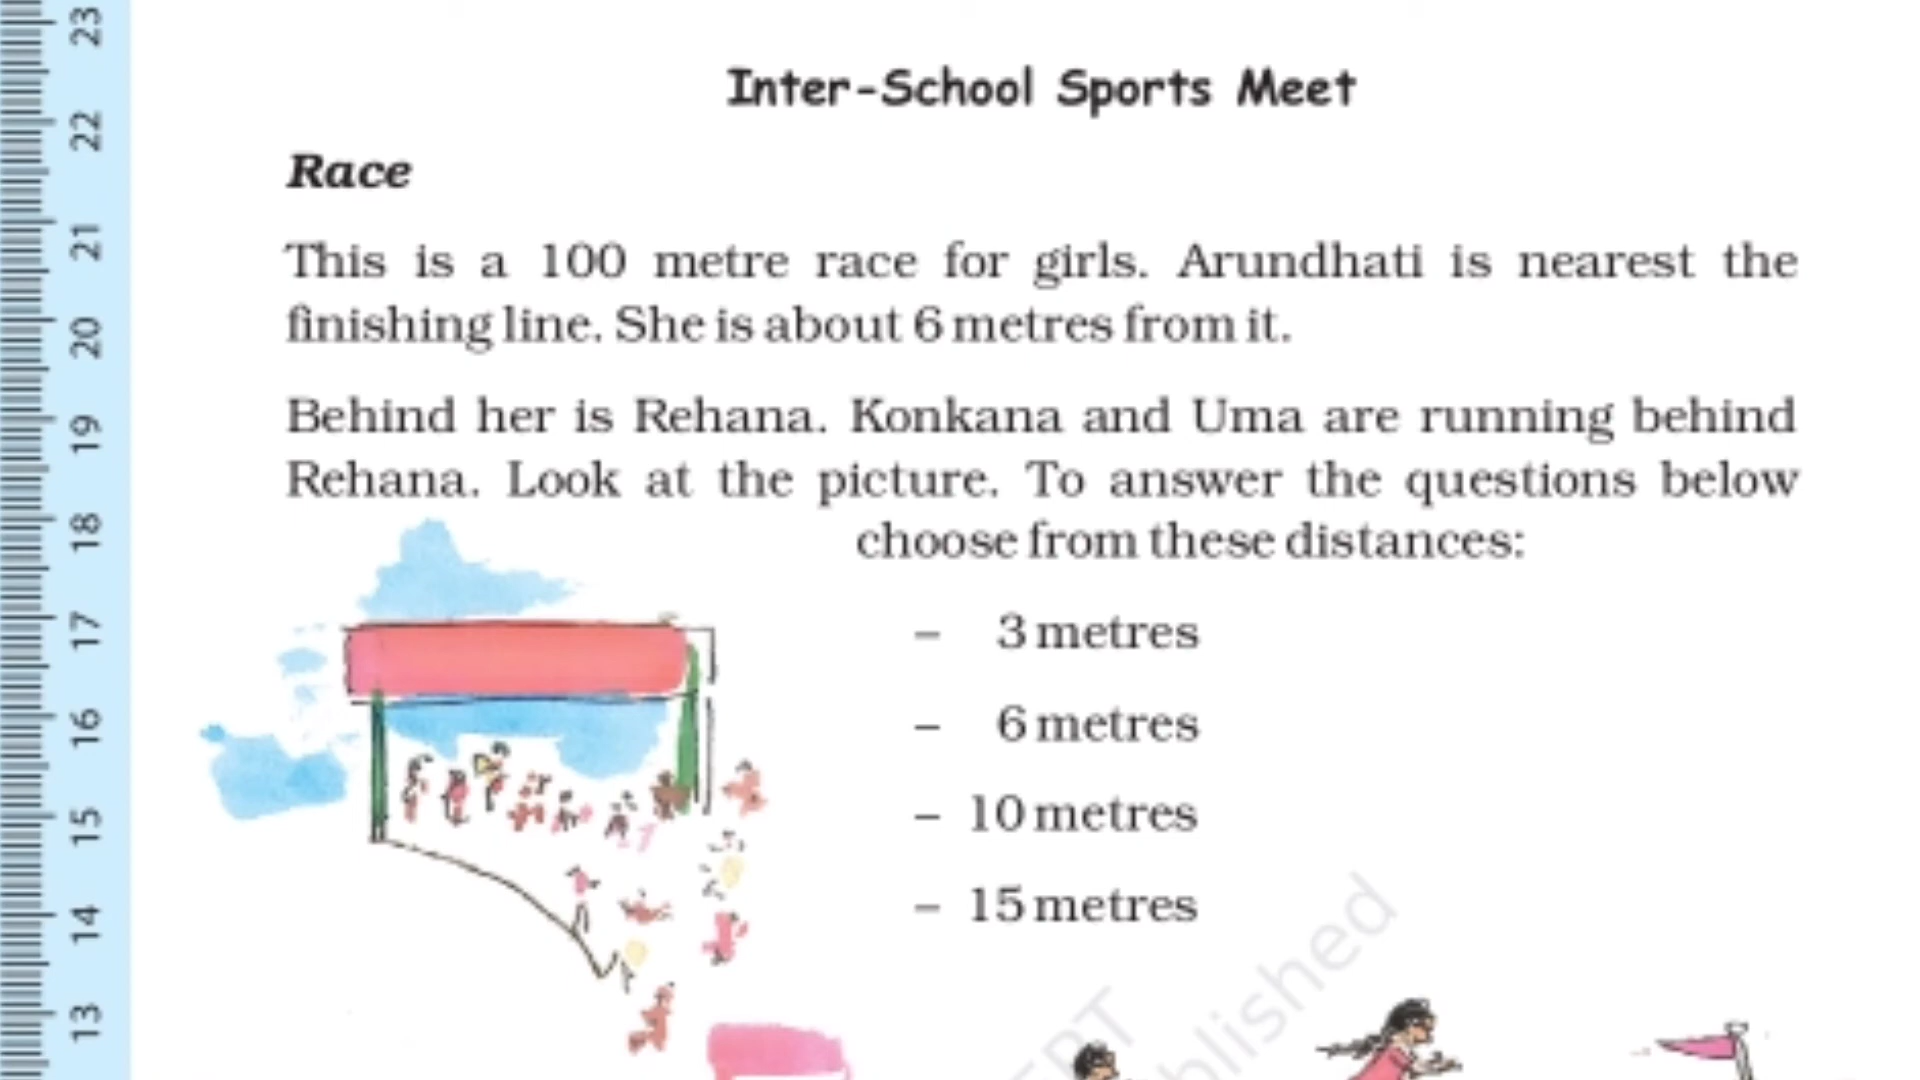 23
22
21
20
19
18
17
16
15
14
13
Inter-School Sports Meet
Race
This is a 100 metre race for girls. Arundhati is nearest the
finishing line. She is about 6 metres from it.
Behind her is Rehana. Konkana and Uma are running behind
Rehana. Look at the picture. To answer the questions below
choose from these distances:
– 3 metres
– 6 metres
– 10 metres
– 15 metres